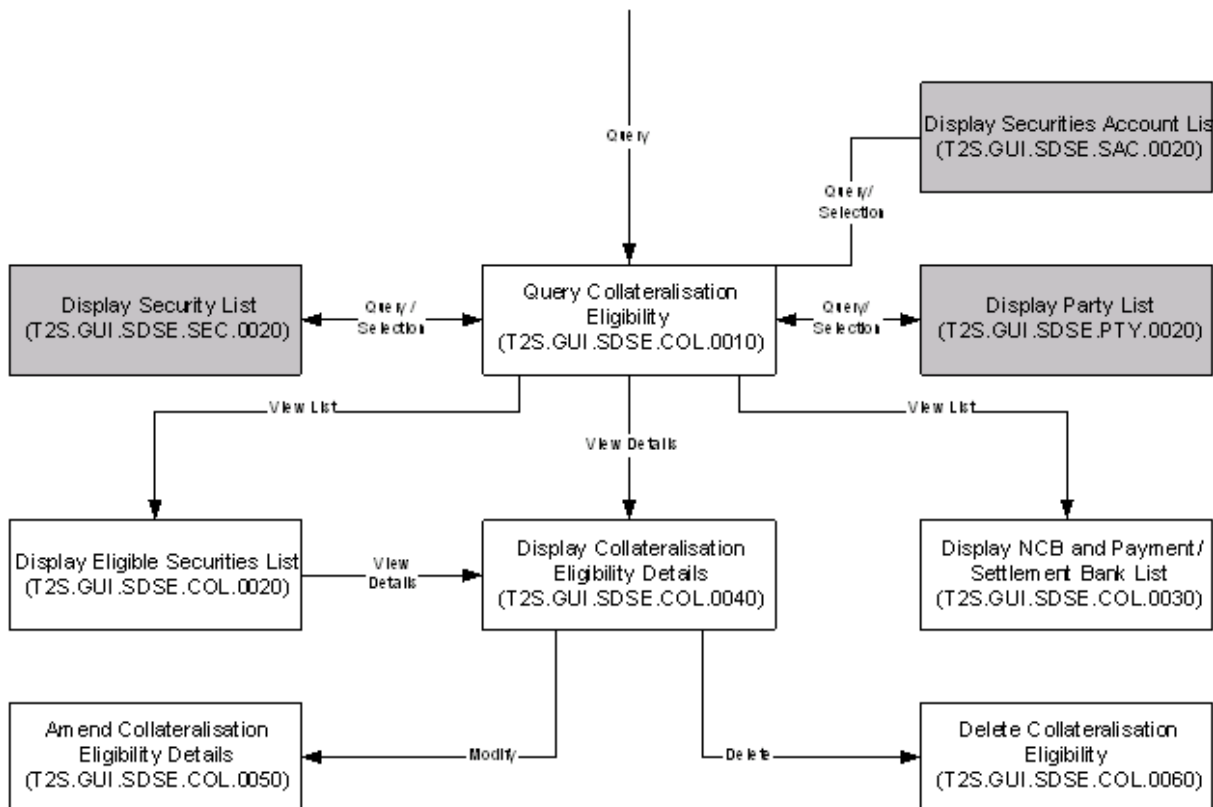 Query
Display Securities Account Lis
(T2S.GUI.SDSE.SAC.0020)
Query/
Selection
Display Security List
(T2S.GUI.SDSE.SEC.0020)
Query /
Selection
Query Collateralisation
Eligibility
(T2S.GUI.SDSE.COL.0010)
Query/
Selection
Display Party List
(T2S.GUI.SDSE.PTY.0020)
View List
View Details
View List
Display Eligible Securities List
(T2S.GUI.SDSE.COL.0020)
View
Details
Display Collateralisation
Eligibility Details
(T2S.GUI.SDSE.COL.0040)
Display NCB and Payment/
Settlement Bank List
(T2S.GUI.SDSE.COL.0030)
Amend Collateralisation
Eligibility Details
(T2S.GUI.SDSE.COL.0050)
Modify
Delete
Delete Collateralisation
Eligibility
(T2S.GUI.SDSE.COL.0060)